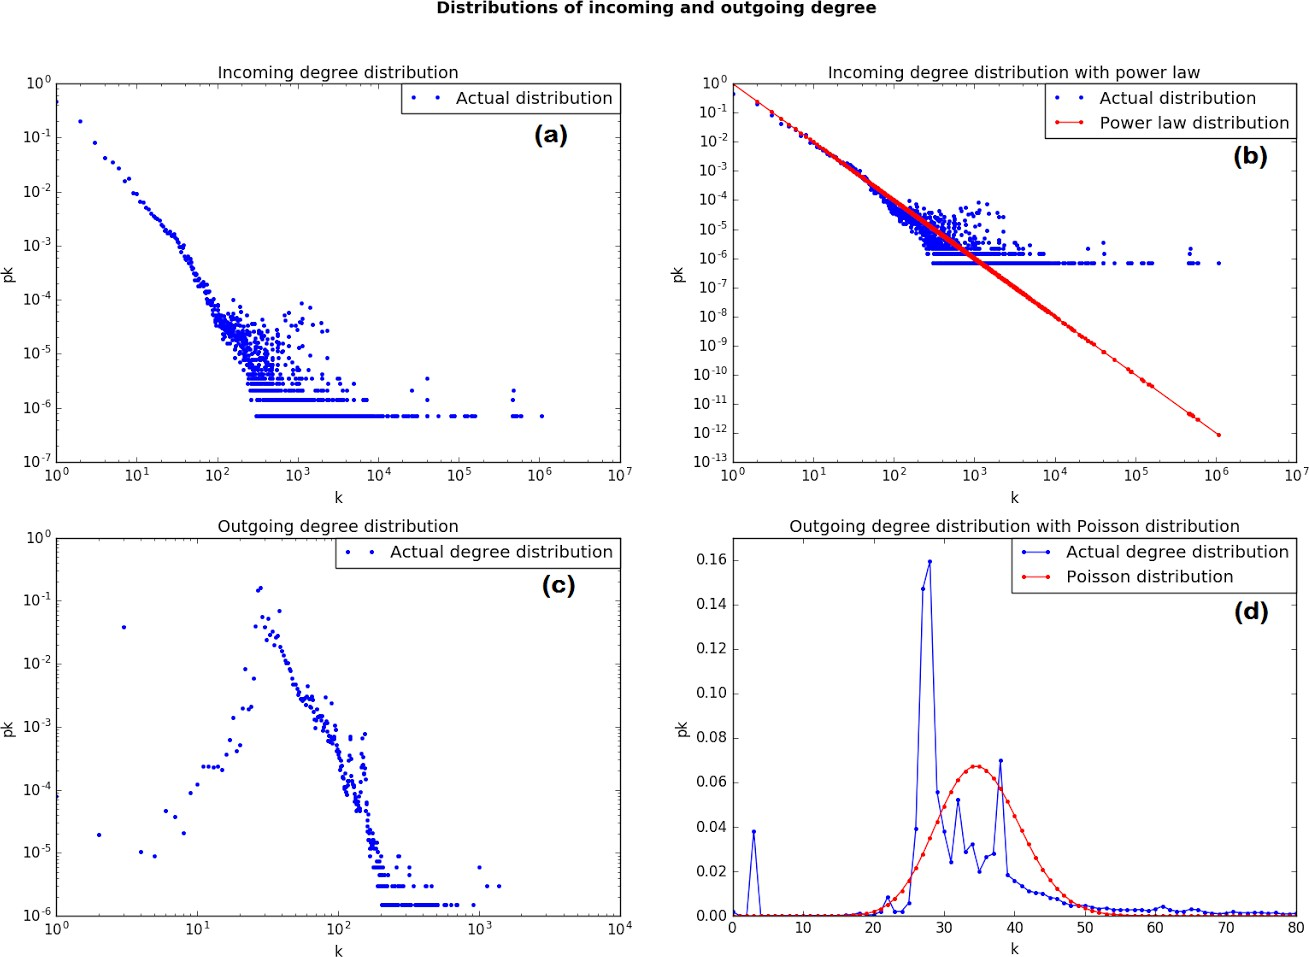 Distributions of incoming and outgoing degree
Incoming degree distribution
Actual distribution
(a)
10^0
10^-1
10^-2
10^-3
10^-4
10^-5
10^-6
10^-7
pk
10^0 10^1 10^2 10^3 10^4 10^5 10^6 10^7
k
Incoming degree distribution with power law
Actual distribution
Power law distribution
(b)
10^0
10^-1
10^-2
10^-3
10^-4
10^-5
10^-6
10^-7
10^-8
10^-9
10^-10
10^-11
10^-12
10^-13
pk
10^0 10^1 10^2 10^3 10^4 10^5 10^6 10^7
k
Outgoing degree distribution
Actual degree distribution
(c)
10^0
10^-1
10^-2
10^-3
10^-4
10^-5
10^-6
pk
10^0 10^1 10^2 10^3 10^4
k
Outgoing degree distribution with Poisson distribution
Actual degree distribution
Poisson distribution
(d)
0.16
0.14
0.12
0.10
0.08
0.06
0.04
0.02
0.00
pk
0 10 20 30 40 50 60 70 80
k